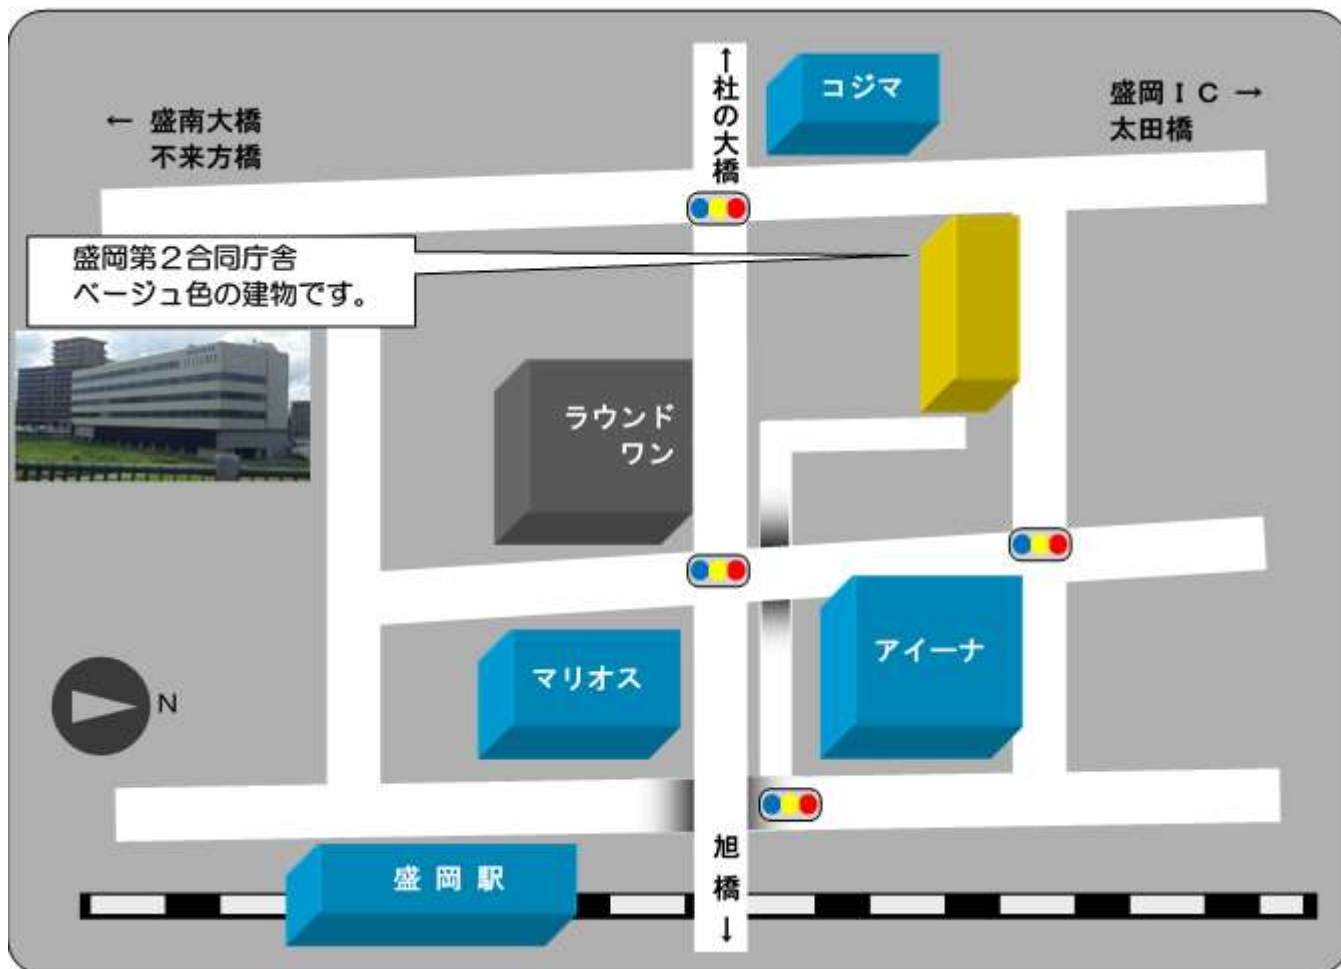 ↑杜の大橋
コジマ
盛岡ＩＣ →
太田橋
← 盛南大橋
不来方橋
盛岡第２合同庁舎
ベージュ色の建物です。
ラウンド
ワン
アイーナ
マリオス
N
旭橋↓
盛岡駅